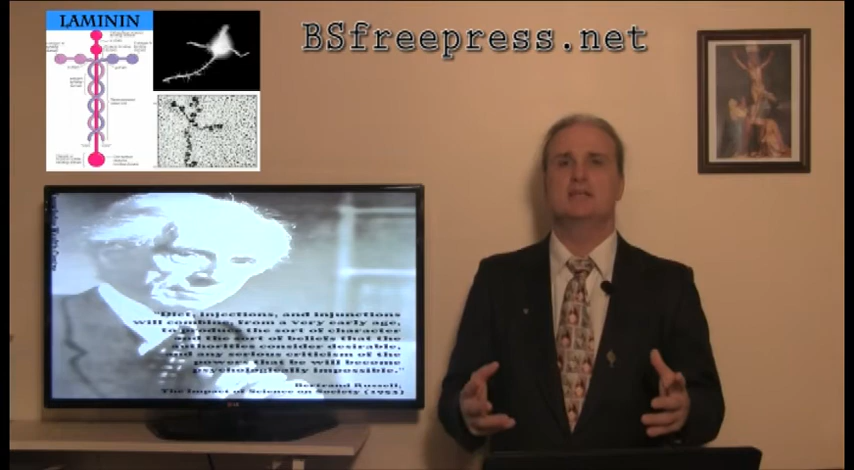 LAMININ
BSfreepress.net
"Diet, injections, and injunctions
will combine, from a very early age,
to produce the sort of character
and the sort of beliefs that the
authorities consider desirable,
and any serious criticism of the
powers that be will become
psychologically impossible."
Bertrand Russell,
The Impact of Science on Society (1953)
LG